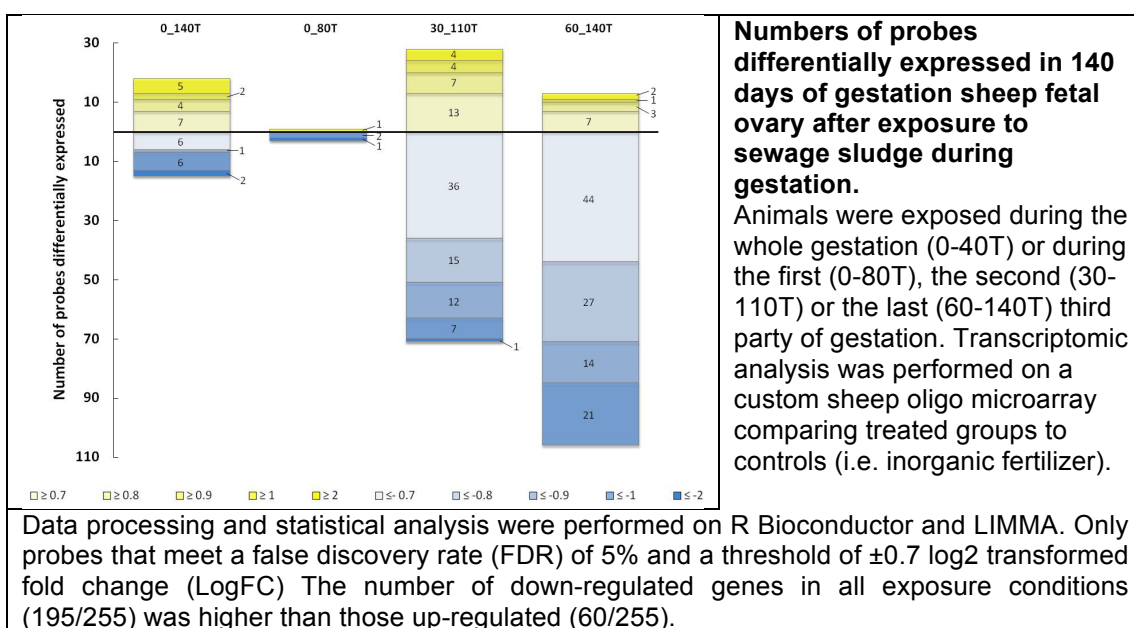 0_140T 0_80T 30_110T 60_140T
30
10
10
30
50
70
90
110
Number of probes differentially expressed
5
2
4
7
6
1
6
2
1
2
1
4
4
7
13
36
15
12
7
1
2
1
3
7
44
27
14
21
≥ 0.7 ≥ 0.8 ≥ 0.9 ≥ 1 ≥ 2 ≤- 0.7 ≤ -0.8 ≤ -0.9 ≤ -1 ≤ -2
Numbers of probes
differentially expressed in 140
days of gestation sheep fetal
ovary after exposure to
sewage sludge during
gestation.
Animals were exposed during the
whole gestation (0-40T) or during
the first (0-80T), the second (30-
110T) or the last (60-140T) third
party of gestation. Transcriptomic
analysis was performed on a
custom sheep oligo microarray
comparing treated groups to
controls (i.e. inorganic fertilizer).
Data processing and statistical analysis were performed on R Bioconductor and LIMMA. Only
probes that meet a false discovery rate (FDR) of 5% and a threshold of ±0.7 log2 transformed
fold change (LogFC) The number of down-regulated genes in all exposure conditions
(195/255) was higher than those up-regulated (60/255).